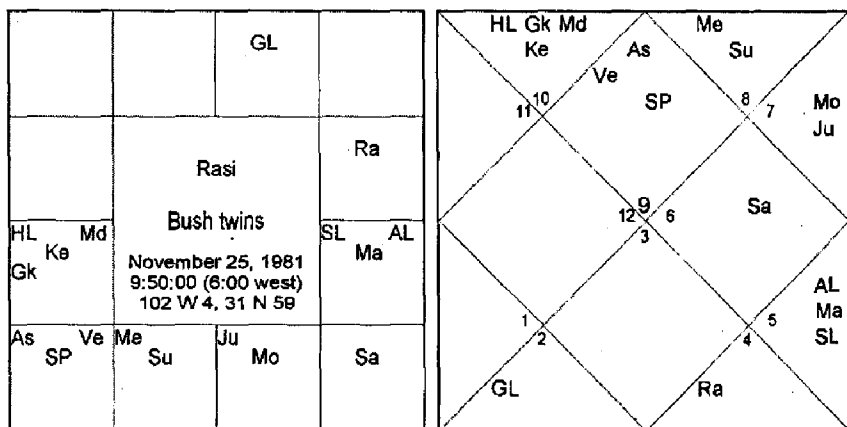 GL
Rasi
Ra
Bush twins
November 25, 1981
9:50:00 (6:00 west)
102 W 4, 31 N 59
HL Md
Ke
Gk
SL AL
Ma
As Ve
SP
Me
Su
Ju
Mo
Sa
HL Gk Md
Ke
As
Ve
SP
Me
Su
10
11
8
7
Mo
Ju
9
12 6
3
Sa
1
2
5
4
AL
Ma
SL
GL
Ra